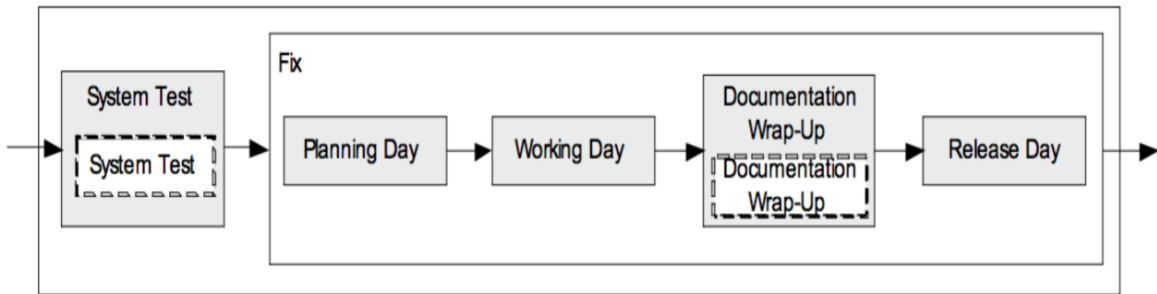 System Test
System Test
Fix
Planning Day
Working Day
Documentation
Wrap-Up
Documentation
Wrap-Up
Release Day